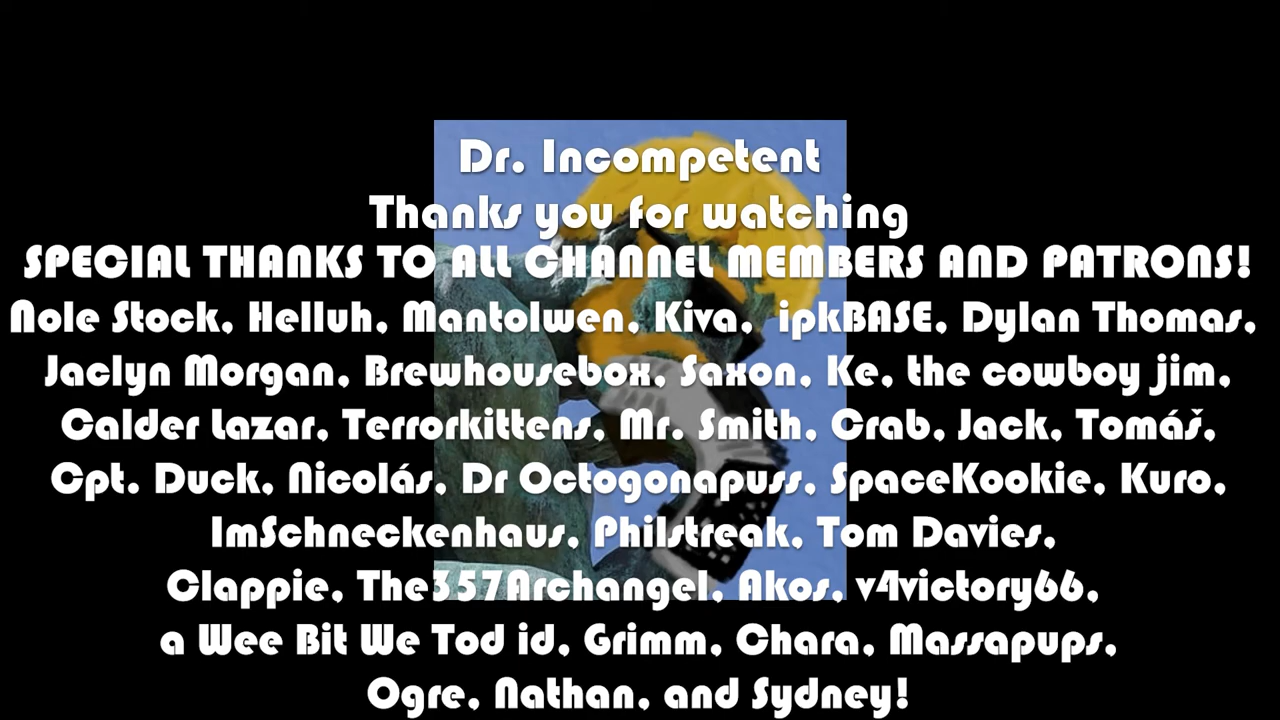 Dr. Incompetent
Thanks you for watching
SPECIAL THANKS TO ALL CHANNEL MEMBERS AND PATRONS!
Nole Stock, Helluh, Mantolwen, Kiva, ipkBASE, Dylan Thomas,
Jaclyn Morgan, Brewhousebox, Saxon, Ke, the cowboy jim,
Calder Lazar, Terrorkittens, Mr. Smith, Crab, Jack, Tomáš,
Cpt. Duck, Nicolás, Dr Octogonapuss, SpaceKookie, Kuro,
ImSchneckenhaus, Philstreak, Tom Davies,
Clappie, The357Archangel, Akos, v4victory66,
a Wee Bit We Tod id, Grimm, Chara, Massapups,
Ogre, Nathan, and Sydney!